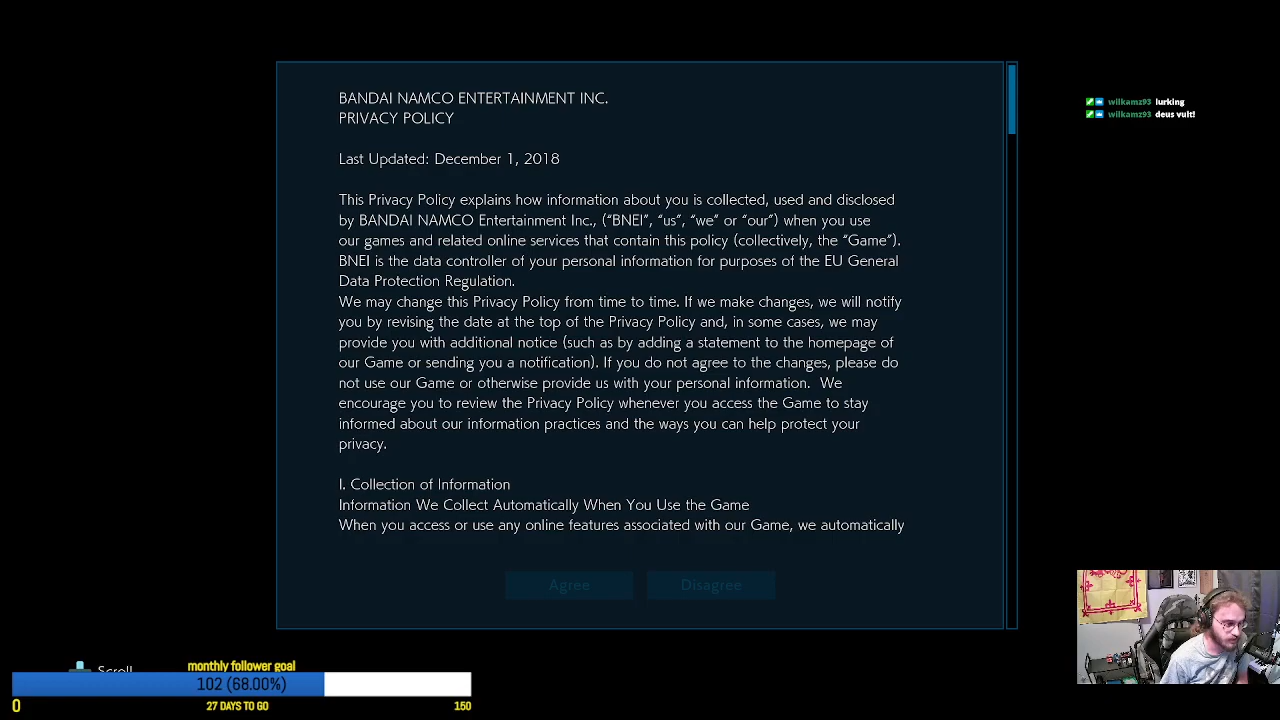 BANDAI NAMCO ENTERTAINMENT INC.
PRIVACY POLICY
Last Updated: December 1, 2018
This Privacy Policy explains how information about you is collected, used and disclosed
by BANDAI NAMCO Entertainment Inc., (“BNEI”, “us”, “we” or “our”) when you use
our games and related online services that contain this policy (collectively, the “Game”).
BNEI is the data controller of your personal information for purposes of the EU General
Data Protection Regulation.
We may change this Privacy Policy from time to time. If we make changes, we will notify
you by revising the date at the top of the Privacy Policy and, in some cases, we may
provide you with additional notice (such as by adding a statement to the homepage of
our Game or sending you a notification). If you do not agree to the changes, please do
not use our Game or otherwise provide us with your personal information.  We
encourage you to review the Privacy Policy whenever you access the Game to stay
informed about our information practices and the ways you can help protect your
privacy.
I. Collection of Information
Information We Collect Automatically When You Use the Game
When you access or use any online features associated with our Game, we automatically
Agree Disagree
wilkamz93 lurking
wilkamz93 deus vult!
Scroll
monthly follower goal
102 (68.00%)
0 27 DAYS TO GO 150